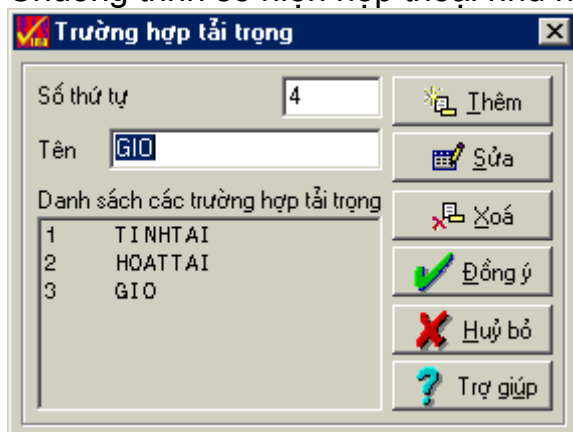 Trường hợp tải trọng
Số thứ tự 4
Thêm
Tên GIO
Sửa
Danh sách các trường hợp tải trọng
Xoá
1 TINHTAI
2 HOATTAI
3 GIO
Đồng ý
Huỷ bỏ
Trợ giúp